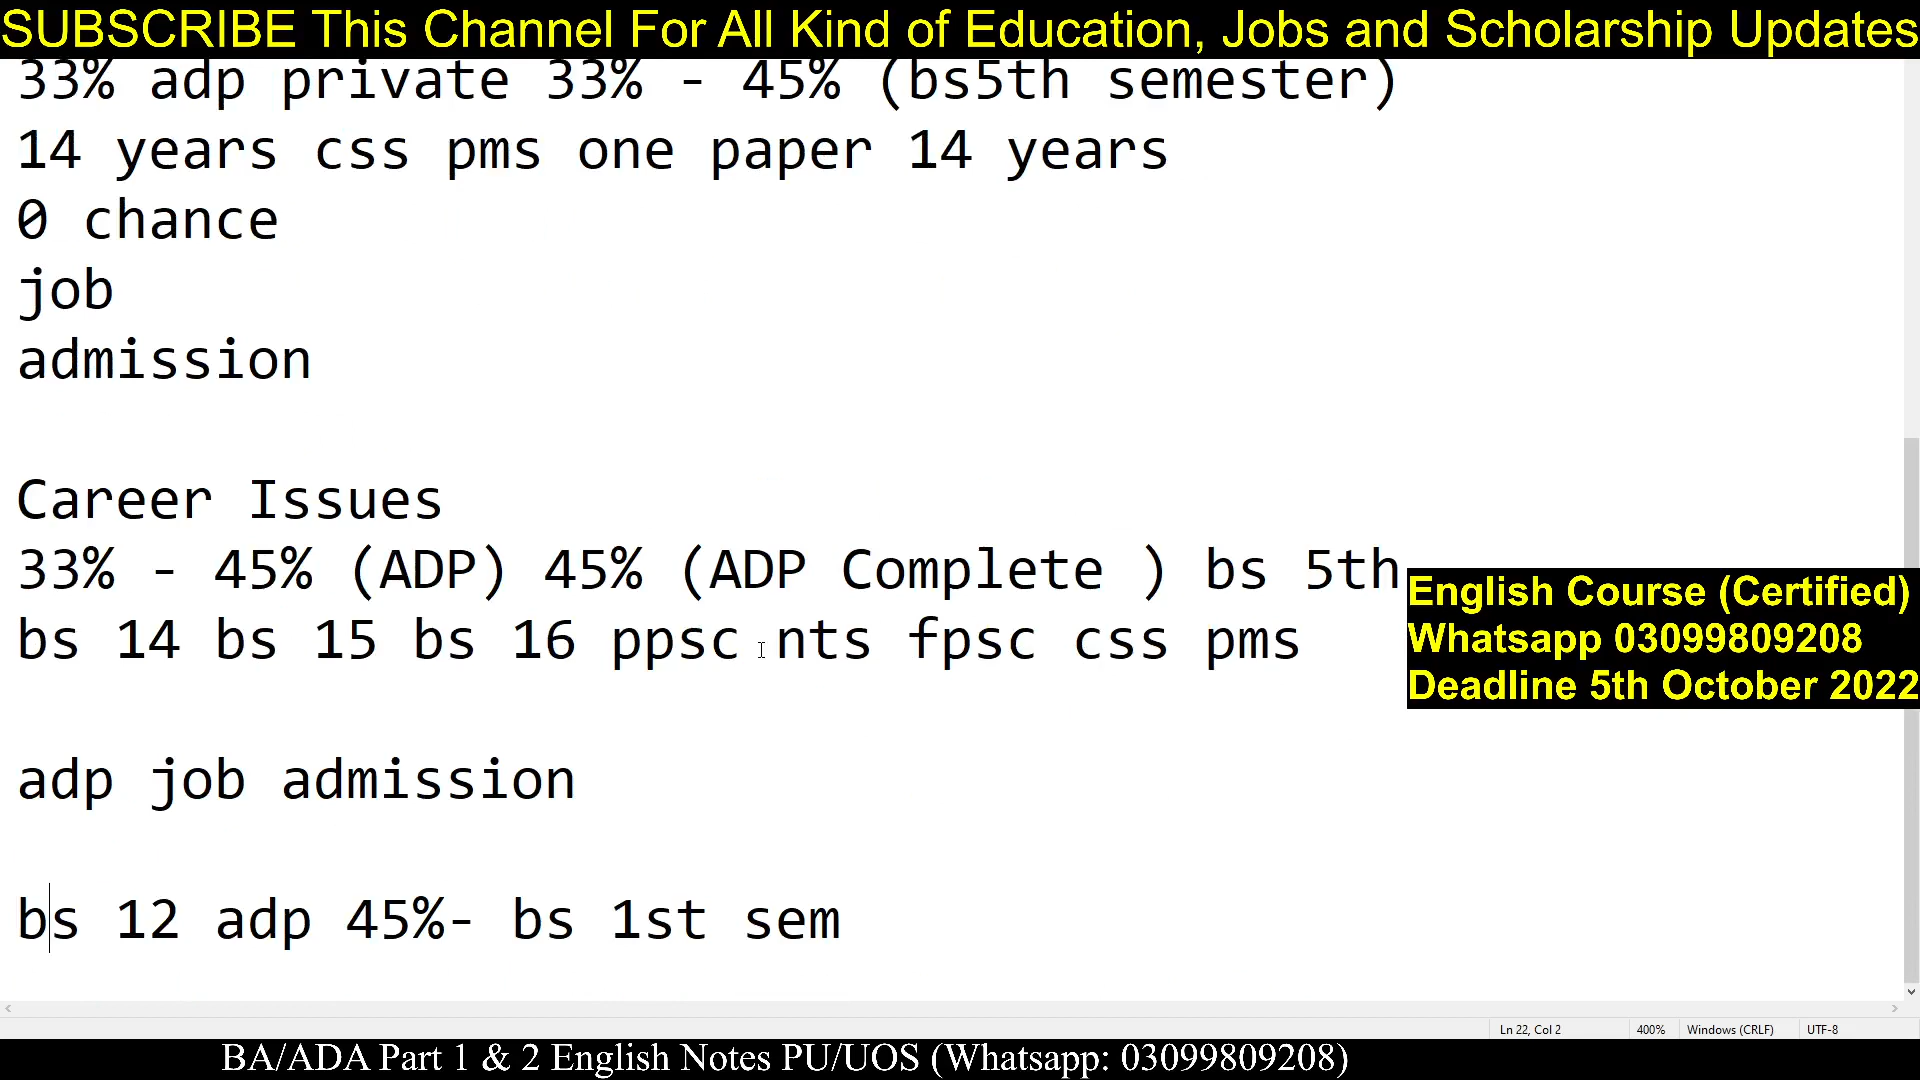 SUBSCRIBE This Channel For All Kind of Education, Jobs and Scholarship Updates
33% adp private 33% - 45% (bs5th semester)
14 years css pms one paper 14 years
0 chance
job
admission
Career Issues
33% - 45% (ADP) 45% (ADP Complete ) bs 5th
bs 14 bs 15 bs 16 ppsc nts fpsc css pms
English Course (Certified)
Whatsapp 03099809208
Deadline 5th October 2022
adp job admission
bs 12 adp 45%- bs 1st sem
Ln 22, Col 2
400%
Windows (CRLF)
UTF-8
BA/ADA Part 1 & 2 English Notes PU/UOS (Whatsapp: 03099809208)